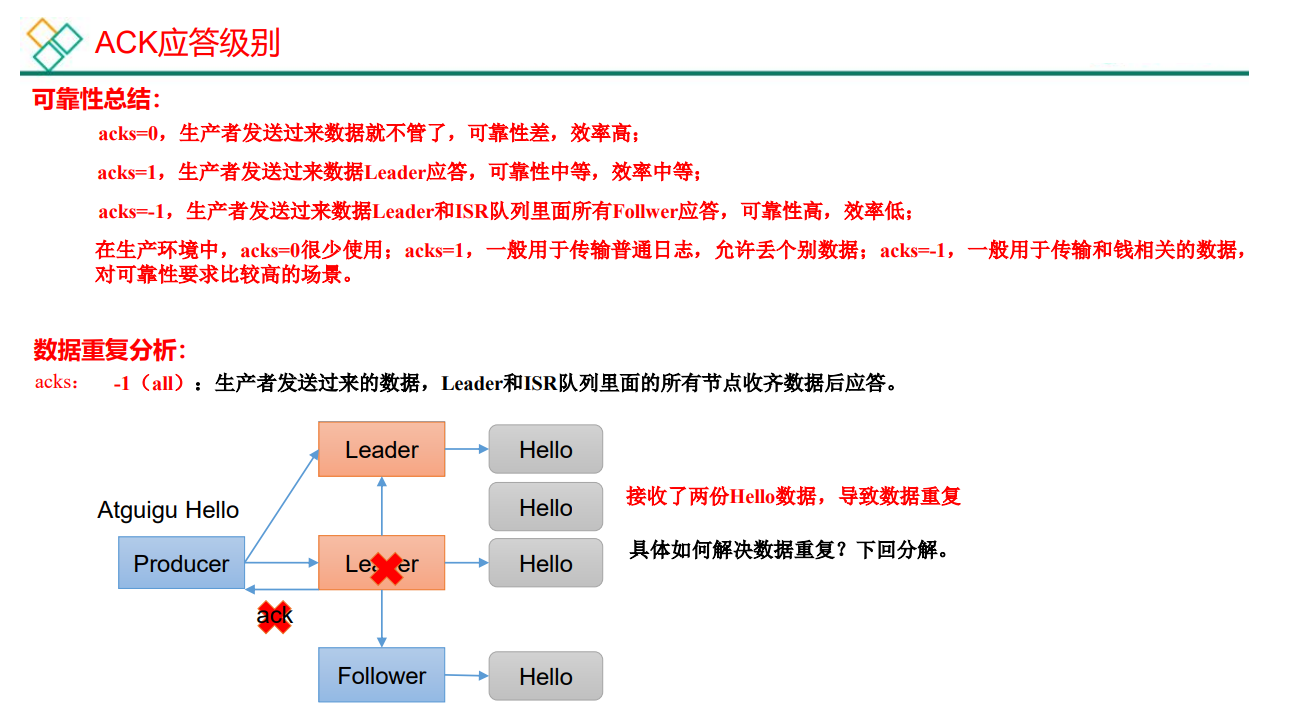 ACK应答级别
可靠性总结：
acks=0，生产者发送过来数据就不管了，可靠性差，效率高；
acks=1，生产者发送过来数据Leader应答，可靠性中等，效率中等；
acks=-1，生产者发送过来数据Leader和ISR队列里面所有Follwer应答，可靠性高，效率低；
在生产环境中，acks=0很少使用；acks=1，一般用于传输普通日志，允许丢个别数据；acks=-1，一般用于传输和钱相关的数据，
对可靠性要求比较高的场景。
数据重复分析：
acks： -1（all）：生产者发送过来的数据，Leader和ISR队列里面的所有节点收齐数据后应答。
Leader
Hello
Hello
接收了两份Hello数据，导致数据重复
Atguigu Hello
Producer
Leader
Hello
具体如何解决数据重复？下回分解。
ack
Follower
Hello